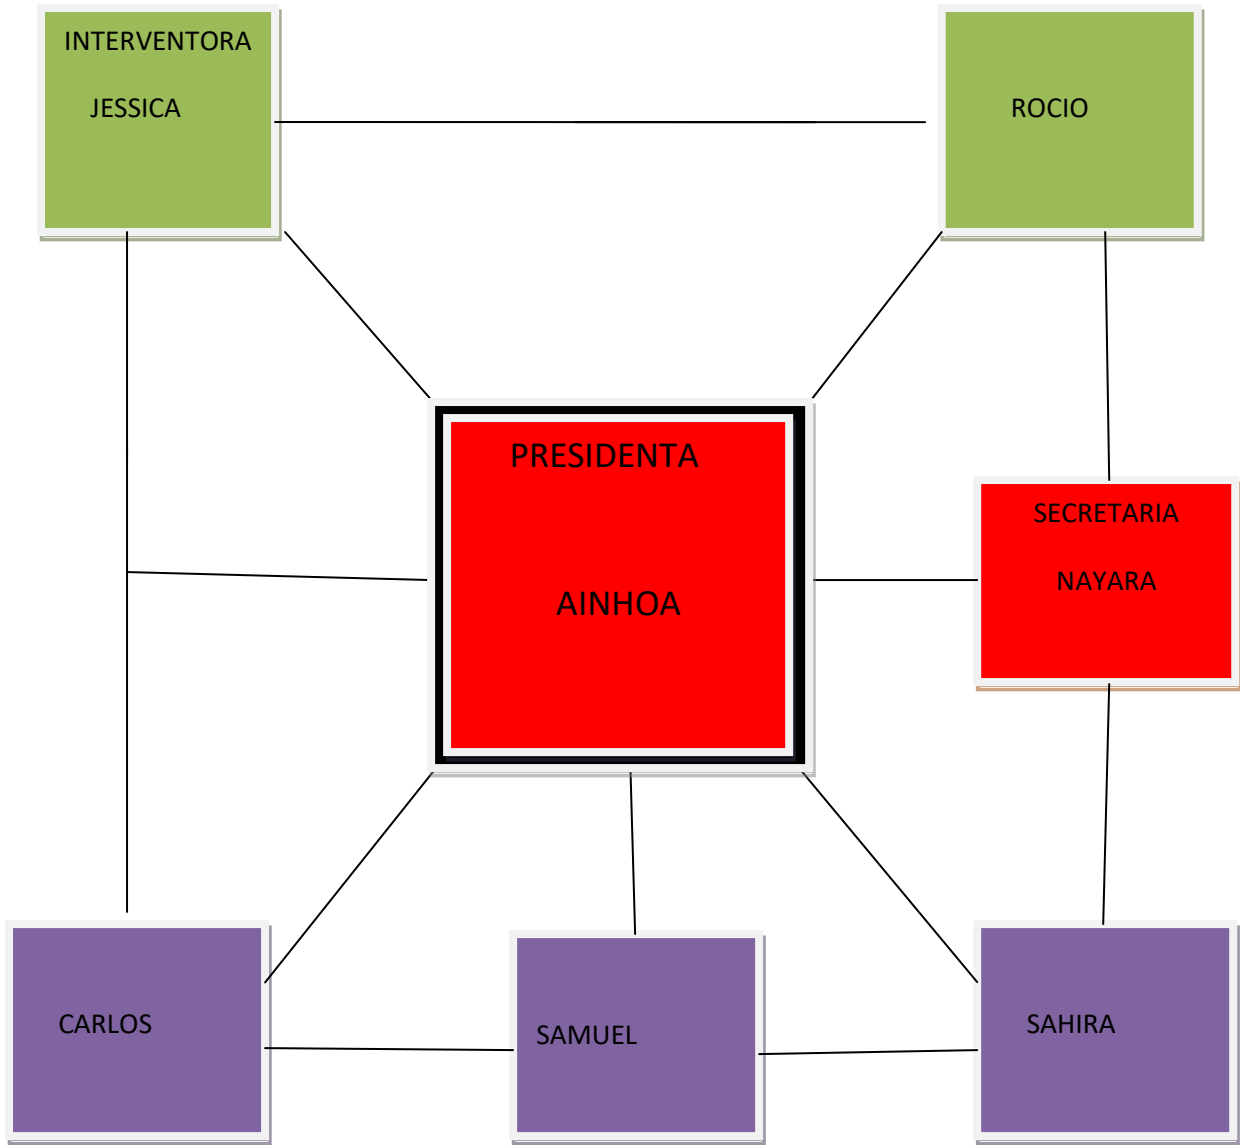 INTERVENTORA
JESSICA
ROCIO
PRESIDENTA
AINHOA
SECRETARIA
NAYARA
CARLOS
SAMUEL
SAHIRA